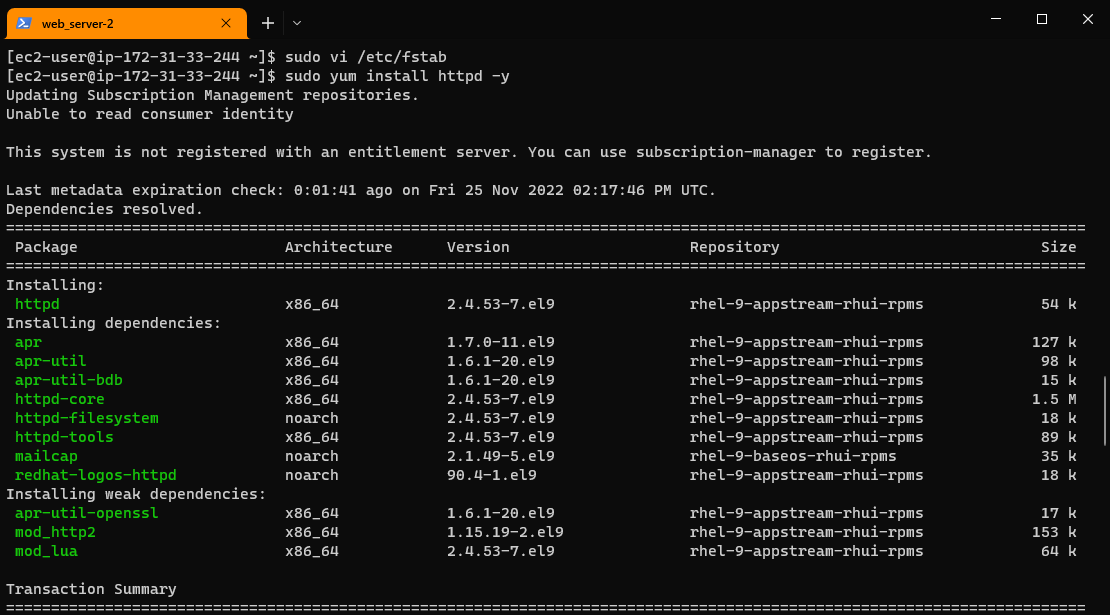 web_server-2
[ec2-user@ip-172-31-33-244 ~]$ sudo vi /etc/fstab
[ec2-user@ip-172-31-33-244 ~]$ sudo yum install httpd -y
Updating Subscription Management repositories.
Unable to read consumer identity
This system is not registered with an entitlement server. You can use subscription-manager to register.
Last metadata expiration check: 0:01:41 ago on Fri 25 Nov 2022 02:17:46 PM UTC.
Dependencies resolved.
========================================================================================================================
Package Architecture Version Repository Size
========================================================================================================================
Installing:
httpd x86_64 2.4.53-7.el9 rhel-9-appstream-rhui-rpms 54 k
Installing dependencies:
apr x86_64 1.7.0-11.el9 rhel-9-appstream-rhui-rpms 127 k
apr-util x86_64 1.6.1-20.el9 rhel-9-appstream-rhui-rpms 98 k
apr-util-bdb x86_64 1.6.1-20.el9 rhel-9-appstream-rhui-rpms 15 k
httpd-core x86_64 2.4.53-7.el9 rhel-9-appstream-rhui-rpms 1.5 M
httpd-filesystem noarch 2.4.53-7.el9 rhel-9-appstream-rhui-rpms 18 k
httpd-tools x86_64 2.4.53-7.el9 rhel-9-appstream-rhui-rpms 89 k
mailcap noarch 2.1.49-5.el9 rhel-9-baseos-rhui-rpms 35 k
redhat-logos-httpd noarch 90.4-1.el9 rhel-9-appstream-rhui-rpms 18 k
Installing weak dependencies:
apr-util-openssl x86_64 1.6.1-20.el9 rhel-9-appstream-rhui-rpms 17 k
mod_http2 x86_64 1.15.19-2.el9 rhel-9-appstream-rhui-rpms 153 k
mod_lua x86_64 2.4.53-7.el9 rhel-9-appstream-rhui-rpms 64 k
Transaction Summary
========================================================================================================================